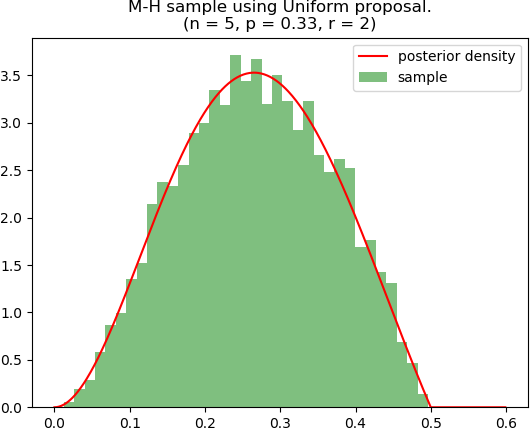 M-H sample using Uniform proposal.
(n = 5, p = 0.33, r = 2)
posterior density
sample
3.5
3.0
2.5
2.0
1.5
1.0
0.5
0.0
0.0 0.1 0.2 0.3 0.4 0.5 0.6